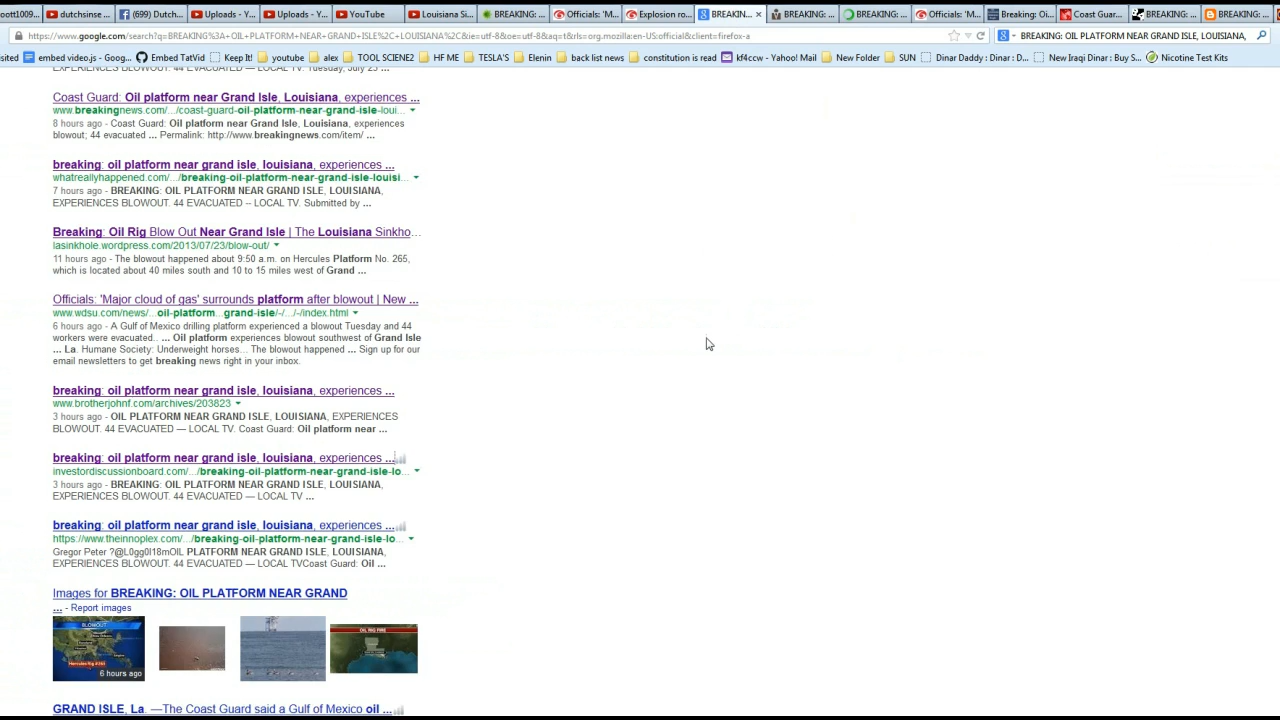 oott1009...
dutchsinse...
(699) Dutch...
Uploads - Y...
Uploads - Y...
YouTube
Louisiana Si...
BREAKING: ...
Officials: 'M...
Explosion ro...
BREAKIN...
BREAKING: ...
BREAKING: ...
Officials: 'M...
Breaking: Oi...
Coast Guar...
BREAKING: ...
BREAKING: ...
https://www.google.com/search?q=BREAKING%3A+OIL+PLATFORM+NEAR+GRAND+ISLE%2C+LOUISIANA%2C&ie=utf-8&oe=utf-8&aq=t&rls=org.mozilla:en-US:official&client=firefox-a
BREAKING: OIL PLATFORM NEAR GRAND ISLE, LOUISIANA,
sited
embed video.js - Goog...
Embed TatVid
Keep It!
youtube
alex
TOOL SCIENE2
HF ME
TESLA'S
Elenin
back list news
constitution is read
kf4ccw - Yahoo! Mail
New Folder
SUN
Dinar Daddy : Dinar : D...
New Iraqi Dinar : Buy S...
Nicotine Test Kits
EXPERIENCES BLOWOUT. 44 EVACUATED — LOCAL TV. Tuesday, July 23 ...
Coast Guard: Oil platform near Grand Isle, Louisiana, experiences ...
www.breakingnews.com/.../coast-guard-oil-platform-near-grand-isle-loui...
8 hours ago - Coast Guard: Oil platform near Grand Isle, Louisiana, experiences
blowout; 44 evacuated ... Permalink: http://www.breakingnews.com/item/ ...
breaking: oil platform near grand isle, louisiana, experiences ...
whatreallyhappened.com/.../breaking-oil-platform-near-grand-isle-louisi...
7 hours ago - BREAKING: OIL PLATFORM NEAR GRAND ISLE, LOUISIANA,
EXPERIENCES BLOWOUT. 44 EVACUATED -- LOCAL TV. Submitted by ...
Breaking: Oil Rig Blow Out Near Grand Isle | The Louisiana Sinkho...
lasinkhole.wordpress.com/2013/07/23/blow-out/
11 hours ago - The blowout happened about 9:50 a.m. on Hercules Platform No. 265,
which is located about 40 miles south and 10 to 15 miles west of Grand ...
Officials: 'Major cloud of gas' surrounds platform after blowout | New ...
www.wdsu.com/news/...oil-platform...grand-isle/-/.../-/index.html
6 hours ago - A Gulf of Mexico drilling platform experienced a blowout Tuesday and 44
workers were evacuated.. ... Oil platform experiences blowout southwest of Grand Isle
... La. Humane Society: Underweight horses... The blowout happened ... Sign up for our
email newsletters to get breaking news right in your inbox.
breaking: oil platform near grand isle, louisiana, experiences ...
www.brotherjohnf.com/archives/203823
3 hours ago - OIL PLATFORM NEAR GRAND ISLE, LOUISIANA, EXPERIENCES
BLOWOUT. 44 EVACUATED — LOCAL TV. Coast Guard: Oil platform near ...
breaking: oil platform near grand isle, louisiana, experiences ...
investordiscussionboard.com/.../breaking-oil-platform-near-grand-isle-lo...
3 hours ago - BREAKING: OIL PLATFORM NEAR GRAND ISLE, LOUISIANA,
EXPERIENCES BLOWOUT. 44 EVACUATED — LOCAL TV ...
breaking: oil platform near grand isle, louisiana, experiences ...
https://www.theinnoplex.com/.../breaking-oil-platform-near-grand-isle-lo...
Gregor Peter ?@L0gg0l18mOIL PLATFORM NEAR GRAND ISLE, LOUISIANA,
EXPERIENCES BLOWOUT. 44 EVACUATED — LOCAL TVCoast Guard: Oil ...
Images for BREAKING: OIL PLATFORM NEAR GRAND
... - Report images
BLOWOUT
Hercules Rig #265
6 hours ago
OIL RIG FIRE
GRAND ISLE, La. —The Coast Guard said a Gulf of Mexico oil ...